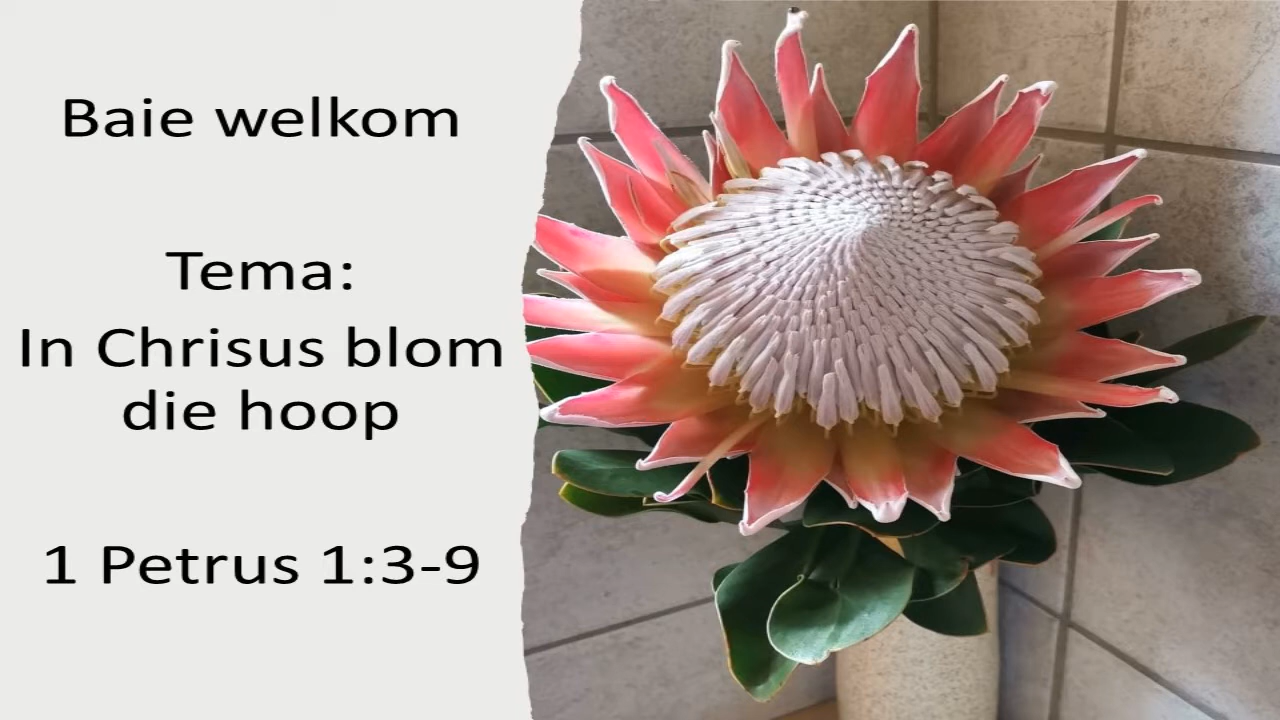 Baie welkom
Tema:
In Chrisus blom
die hoop
1 Petrus 1:3-9